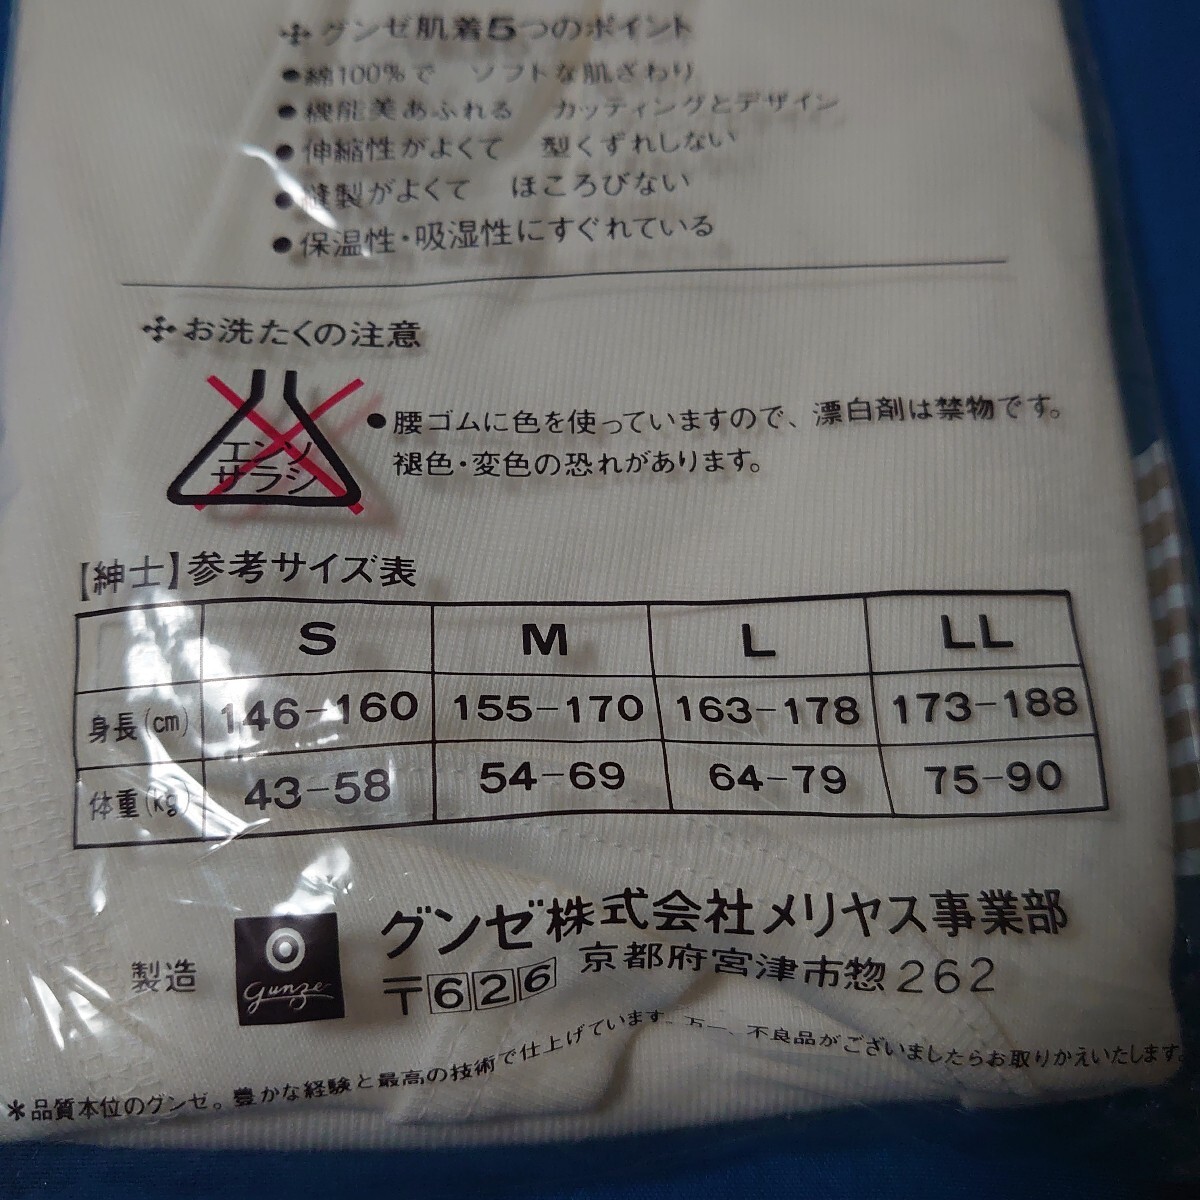 ✣グンゼ肌着5つのポイント
●綿100%で ソフトな肌ざわり
●機能美あふれる カッティングとデザイン
●伸縮性がよくて 型くずれしない
●縫製がよくて ほころびない
●保温性・吸湿性にすぐれている
✣お洗たくの注意
エンソ
サラシ
●腰ゴムに色を使っていますので、漂白剤は禁物です。
褪色・変色の恐れがあります。
【紳士】参考サイズ表
S M L LL
身長(cm) 146-160 155-170 163-178 173-188
体重(kg) 43-58 54-69 64-79 75-90
製造
gunze
グンゼ株式会社メリヤス事業部
〒626 京都府宮津市惣262
*品質本位のグンゼ。豊かな経験と最高の技術で仕上げています。万一、不良品がございましたらお取りかえいたします。